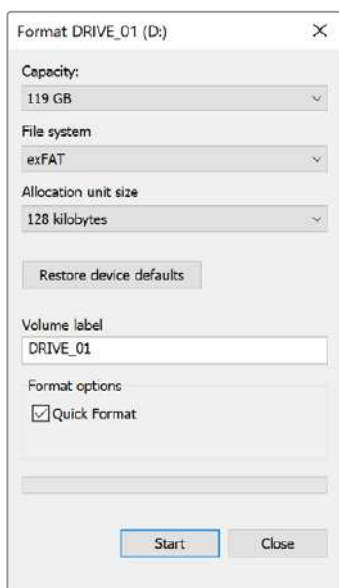 Format DRIVE_01 (D:)
Capacity:
119 GB
File system
exFAT
Allocation unit size
128 kilobytes
Restore device defaults
Volume label
DRIVE_01
Format options
Quick Format
Start Close